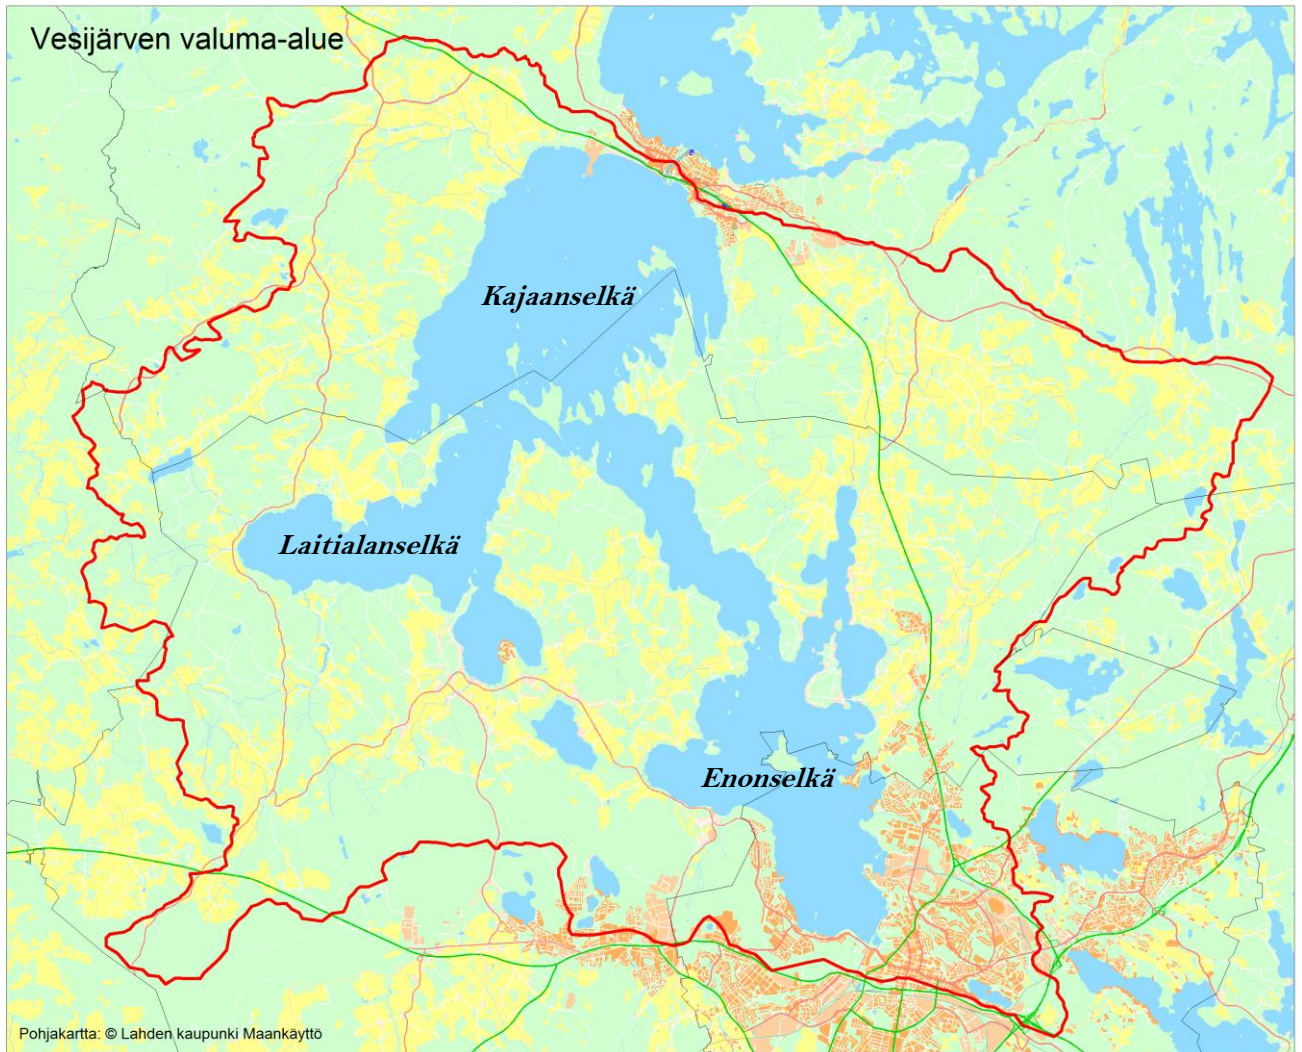 Vesijärven valuma-alue
Kajaanselkä
Laitialanselkä
Enonselkä
Pohjakartta: © Lahden kaupunki Maankäyttö